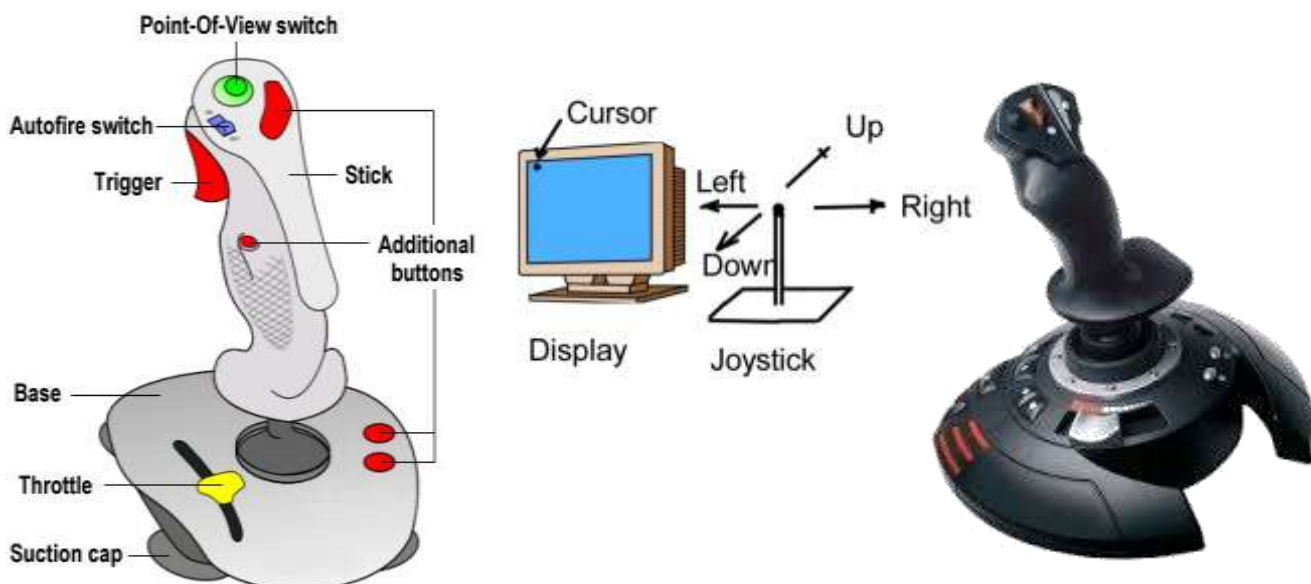 Point-Of-View switch
Autofire switch
Trigger
Stick
Additional
buttons
Base
Throttle
Suction cap
Cursor
Up
Left
Right
Down
Display
Joystick